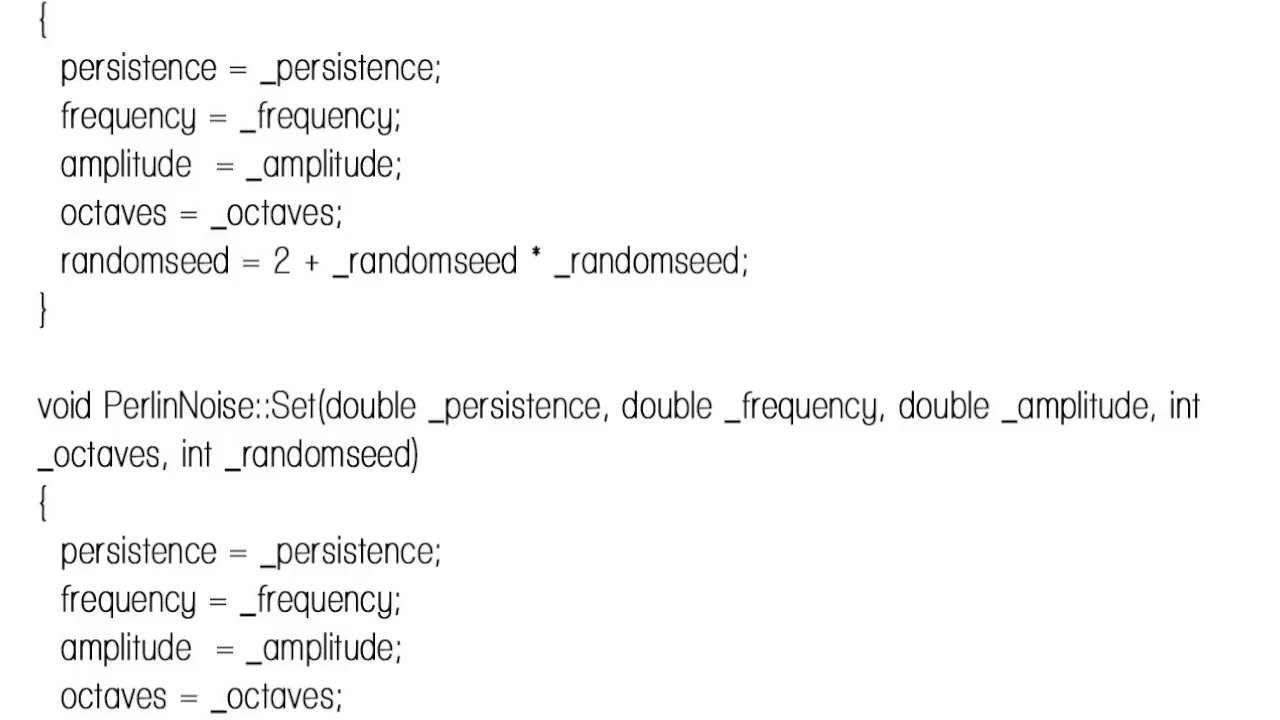 {
  persistence = _persistence;
  frequency = _frequency;
  amplitude  = _amplitude;
  octaves = _octaves;
  randomseed = 2 + _randomseed * _randomseed;
}

void PerlinNoise::Set(double _persistence, double _frequency, double _amplitude, int
_octaves, int _randomseed)
{
  persistence = _persistence;
  frequency = _frequency;
  amplitude  = _amplitude;
  octaves = _octaves;